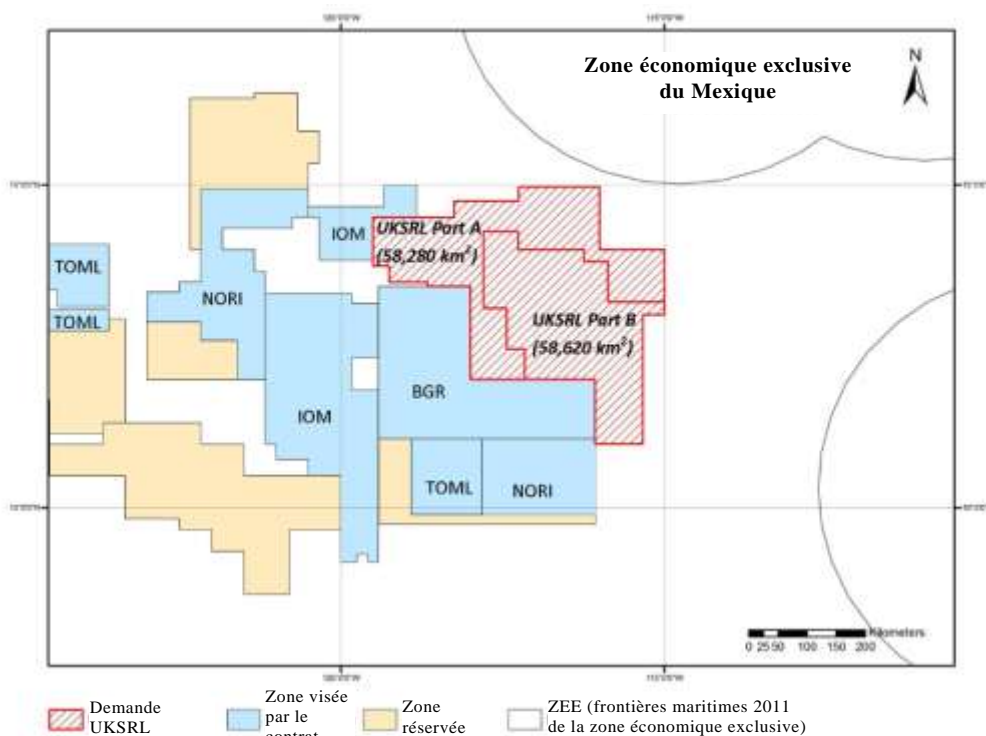 Zone économique exclusive
du Mexique
N
IOM
UKSRL Part A
(58,280 km²)
TOML
NORI
TOML
UKSRL Part B
(58,620 km²)
BGR
IOM
TOML
NORI
Kilometers
0 25 50 100 150 200
Demande
UKSRL
Zone visée
par le
contrat
Zone
réservée
ZEE (frontières maritimes 2011
de la zone économique exclusive)